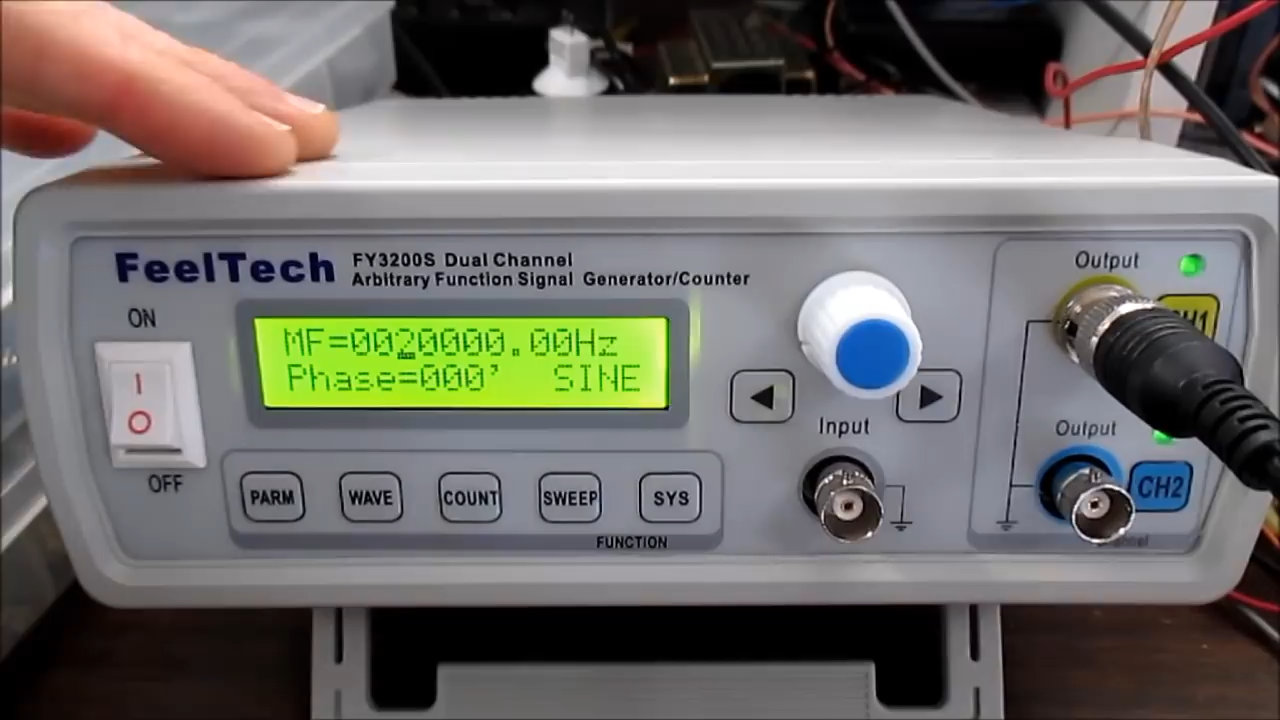 FeelTech
FY3200S Dual Channel
Arbitrary Function Signal Generator/Counter
ON
I
O
OFF
MF=0020000.00Hz
Phase=000' SINE
PARM
WAVE
COUNT
SWEEP
SYS
FUNCTION
Input
Output
CH1
Output
CH2